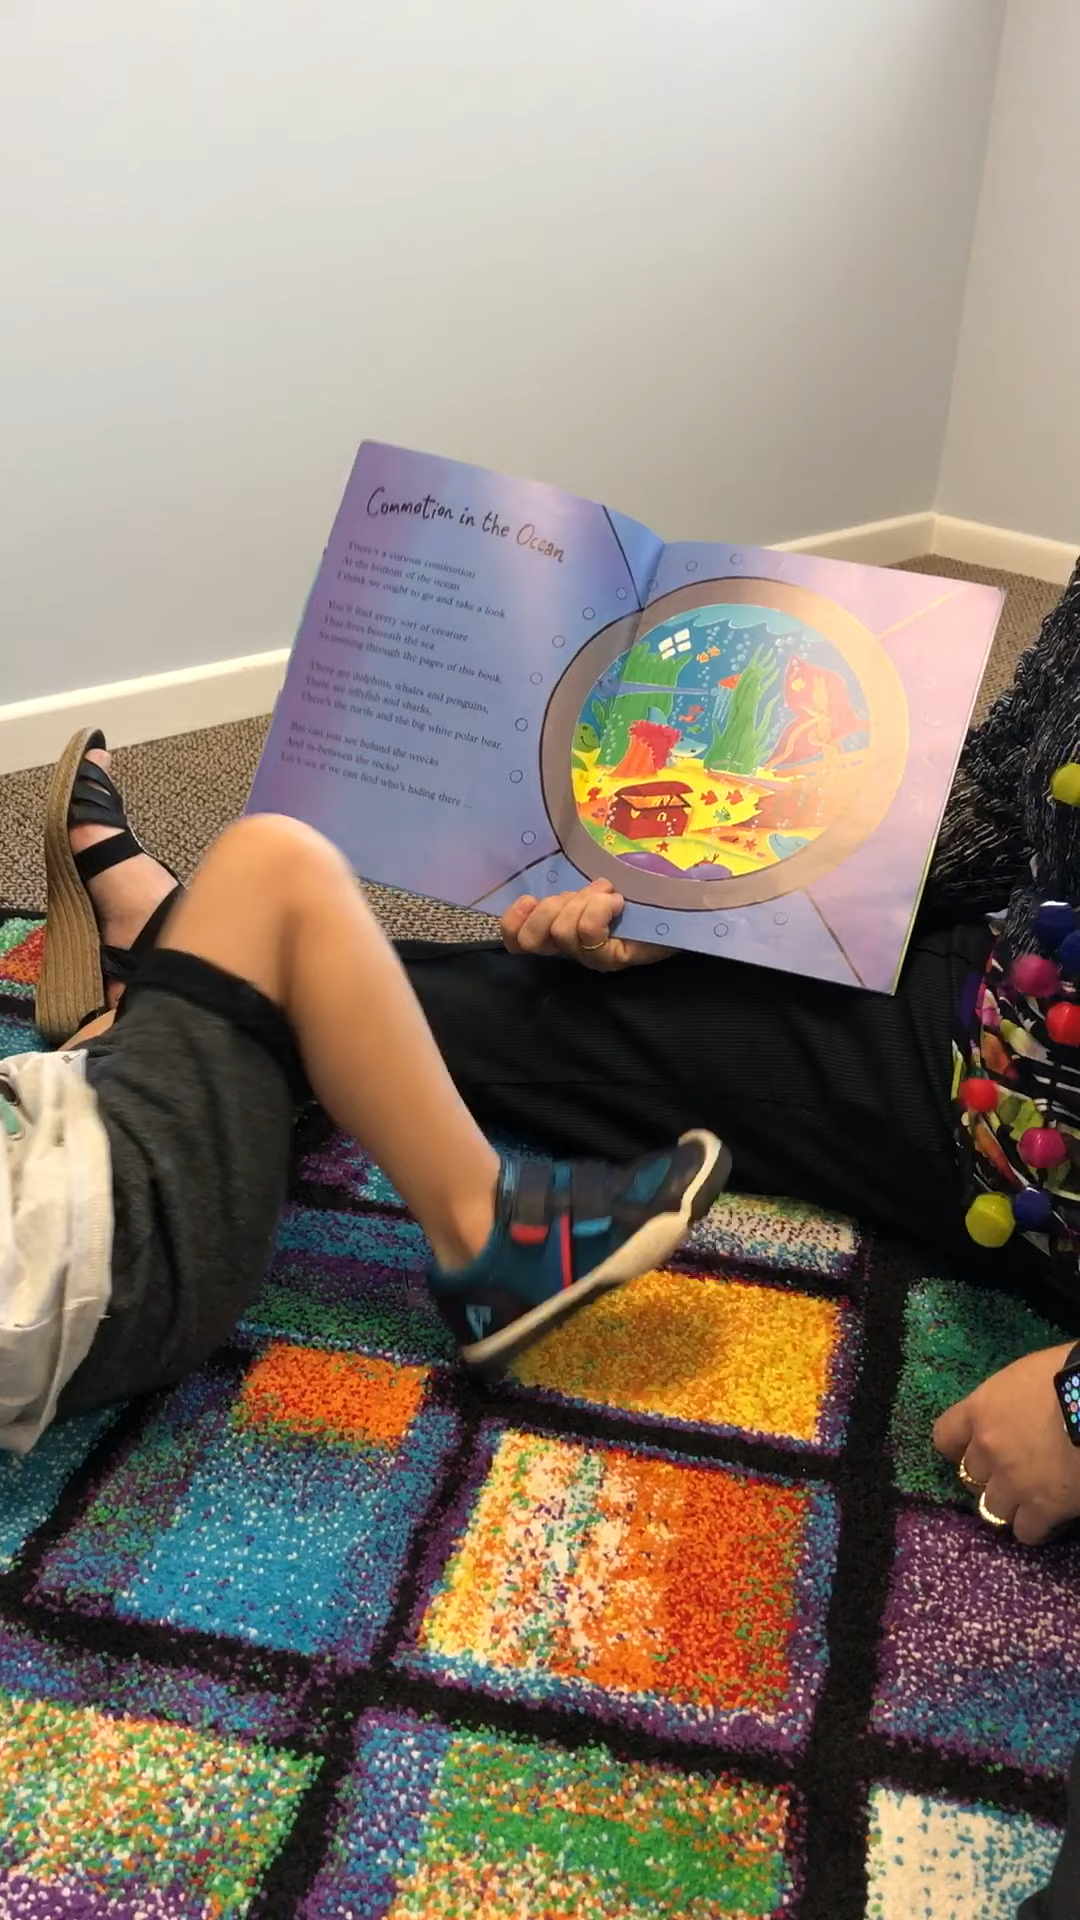 Commotion in the Ocean
There's a curious commotion
At the bottom of the ocean
I think we ought to go and take a look.
You'll find every sort of creature
That lives beneath the sea
Swimming through the pages of this book.
There are dolphins, whales and penguins,
There are jellyfish and sharks,
There's the turtle and the big white polar bear.
But can you see behind the wrecks
And in-between the rocks?
Let's see if we can find who's hiding there ...